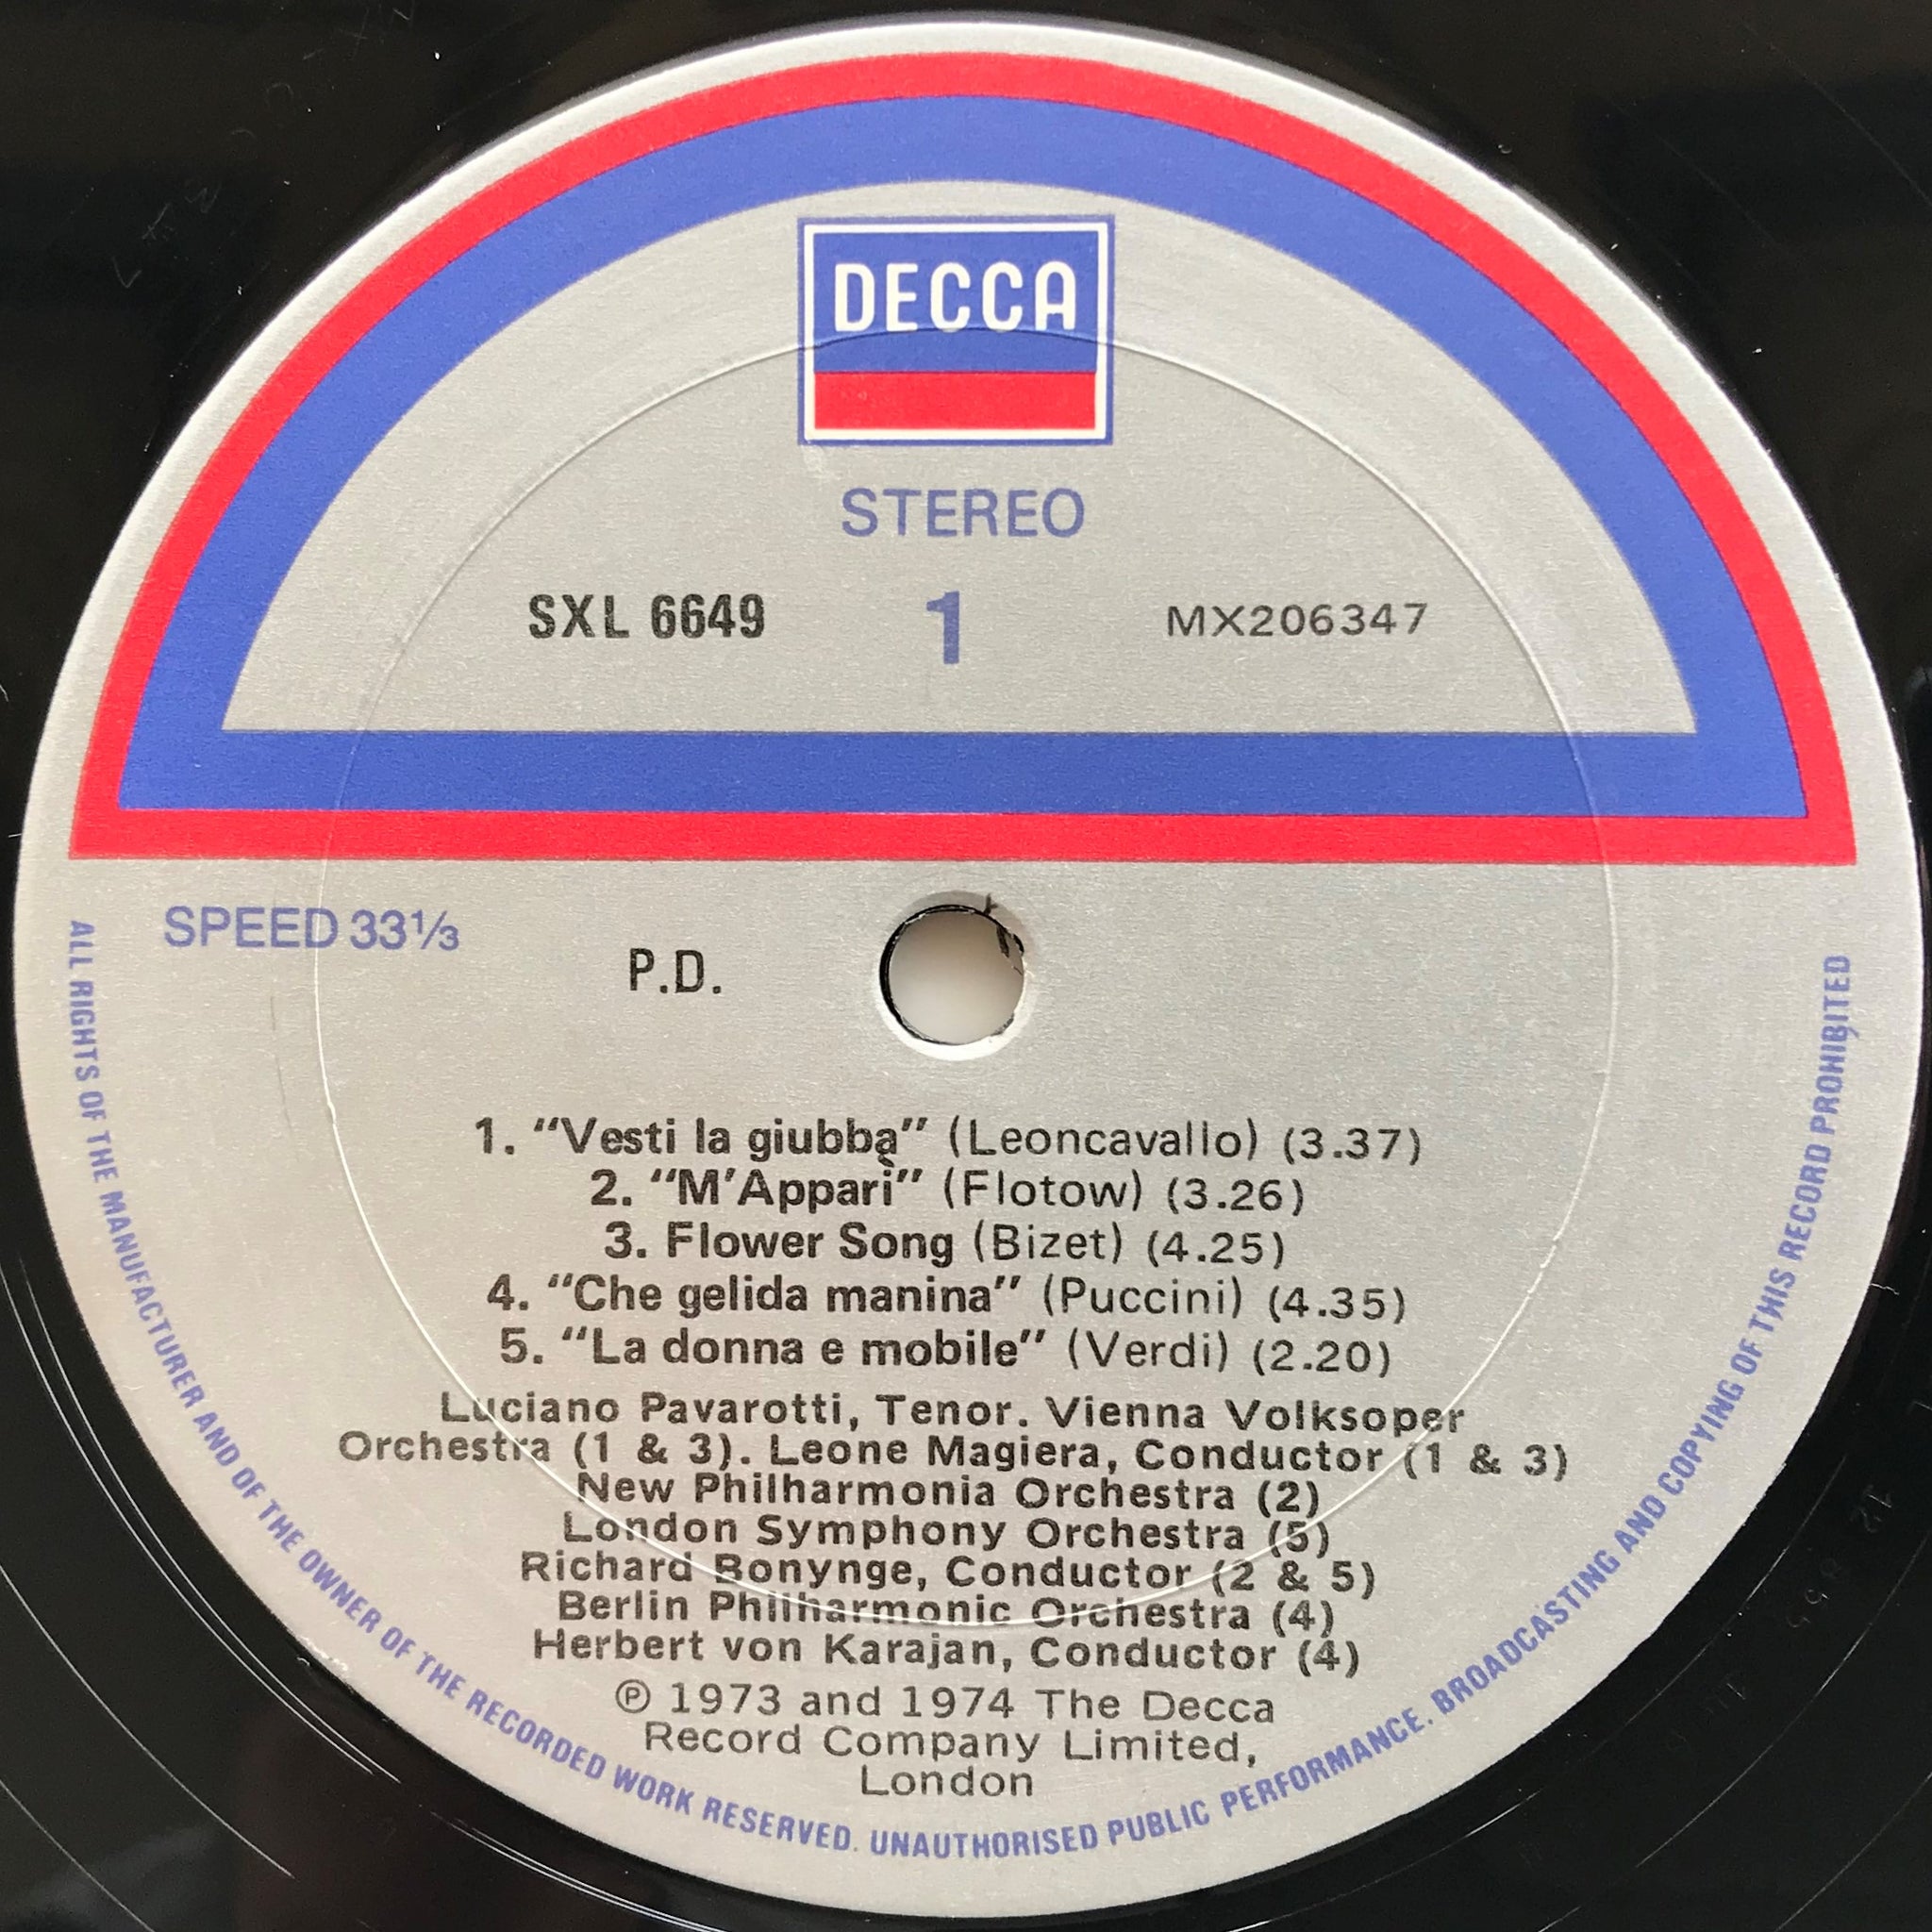 DECCA
STEREO
SXL 6649 1 MX206347
SPEED 33⅓
P.D.
1. “Vesti la giubba” (Leoncavallo) (3.37)
2. “M’Apparì” (Flotow) (3.26)
3. Flower Song (Bizet) (4.25)
4. “Che gelida manina” (Puccini) (4.35)
5. “La donna e mobile” (Verdi) (2.20)
Luciano Pavarotti, Tenor. Vienna Volksoper
Orchestra (1 & 3). Leone Magiera, Conductor (1 & 3)
New Philharmonia Orchestra (2)
London Symphony Orchestra (5)
Richard Bonynge, Conductor (2 & 5)
Berlin Philharmonic Orchestra (4)
Herbert von Karajan, Conductor (4)
℗ 1973 and 1974 The Decca
Record Company Limited,
London
ALL RIGHTS OF THE MANUFACTURER AND OF THE OWNER OF THE RECORDED WORK RESERVED. UNAUTHORISED PUBLIC PERFORMANCE. BROADCASTING AND COPYING OF THIS RECORD PROHIBITED